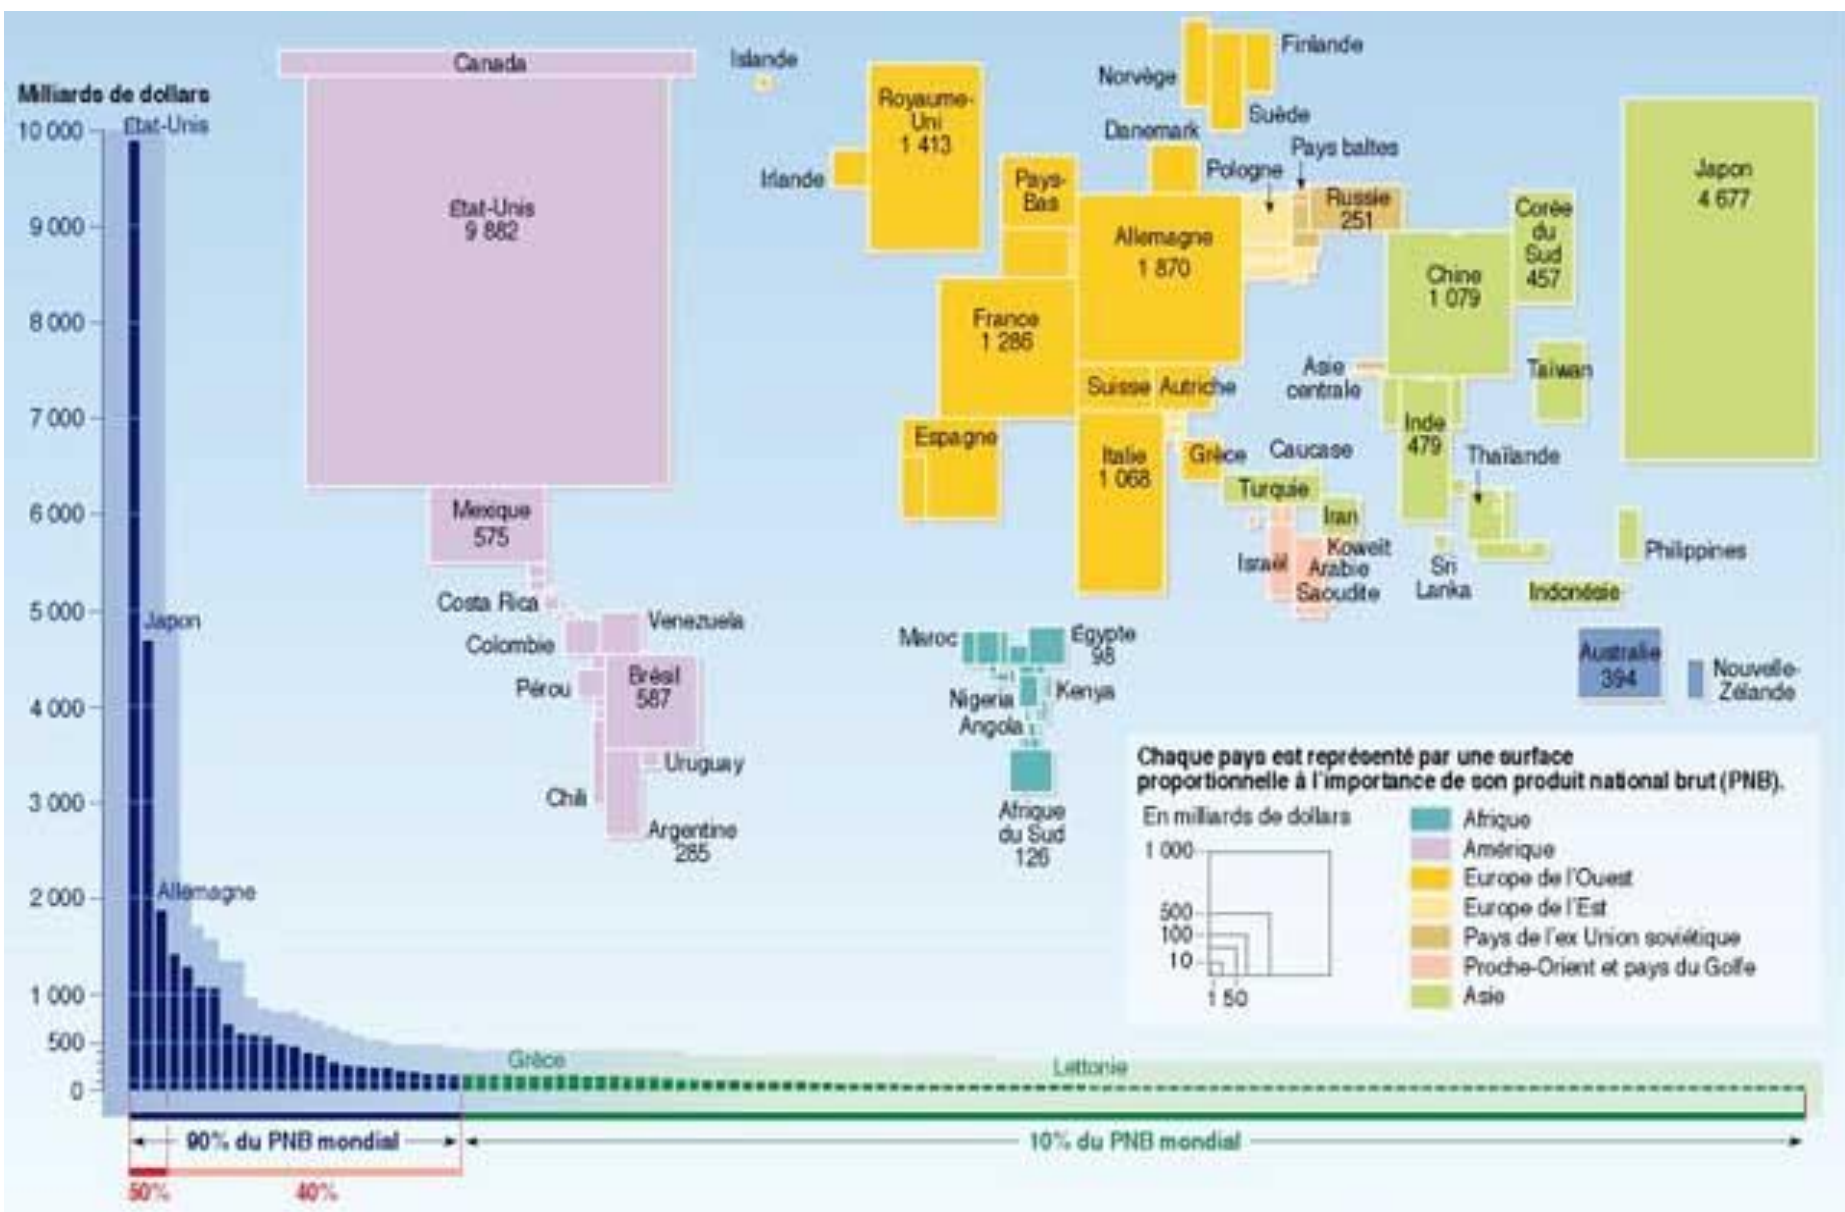 Canada
Milliards de dollars
10 000
Etat-Unis
9 000
8 000
7 000
6 000
5 000
Japon
4 000
3 000
2 000
Allemagne
1 000
500
0
Grèce
Lettonie
90% du PNB mondial
10% du PNB mondial
50%
40%
Etat-Unis
9 882
Mexique
575
Costa Rica
Colombie
Venezuela
Pérou
Brésil
587
Uruguay
Chili
Argentine
285
Islande
Irlande
Royaume-
Uni
1 413
Norvège
Finlande
Suède
Danemark
Pays baltes
Pologne
Pays-
Bas
Allemagne
1 870
Russie
251
France
1 286
Suisse
Autriche
Espagne
Italie
1 068
Grèce
Caucase
Turquie
Iran
Israël
Koweit
Arabie
Saoudite
Japon
4 677
Corée
du
Sud
457
Chine
1 079
Asie
centrale
Taiwan
Inde
479
Thaïlande
Sri
Lanka
Philippines
Indonésie
Maroc
Égypte
98
Nigeria
Kenya
Angola
Afrique
du Sud
126
Australie
394
Nouvelle-
Zélande
Chaque pays est représenté par une surface
proportionnelle à l'importance de son produit national brut (PNB).
En milliards de dollars
1 000
500
100
10
1 50
Afrique
Amérique
Europe de l'Ouest
Europe de l'Est
Pays de l'ex Union soviétique
Proche-Orient et pays du Golfe
Asie